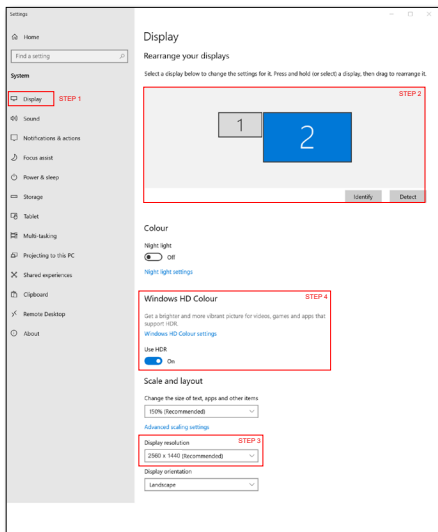 Settings
Home
Find a setting
System
Display
STEP 1
Sound
Notifications & actions
Focus assist
Power & sleep
Storage
Tablet
Multi-tasking
Projecting to this PC
Shared experiences
Clipboard
Remote Desktop
About
Display
Rearrange your displays
Select a display below to change the settings for it. Press and hold (or select) a display, then drag to rearrange it.
STEP 2
1
2
Identify
Detect
Colour
Night light
Off
Night light settings
Windows HD Colour
STEP 4
Get a brighter and more vibrant picture for videos, games and apps that
support HDR.
Windows HD Colour settings
Use HDR
On
Scale and layout
Change the size of text, apps and other items
150% (Recommended)
Advanced scaling settings
Display resolution
STEP 3
2560 x 1440 (Recommended)
Display orientation
Landscape